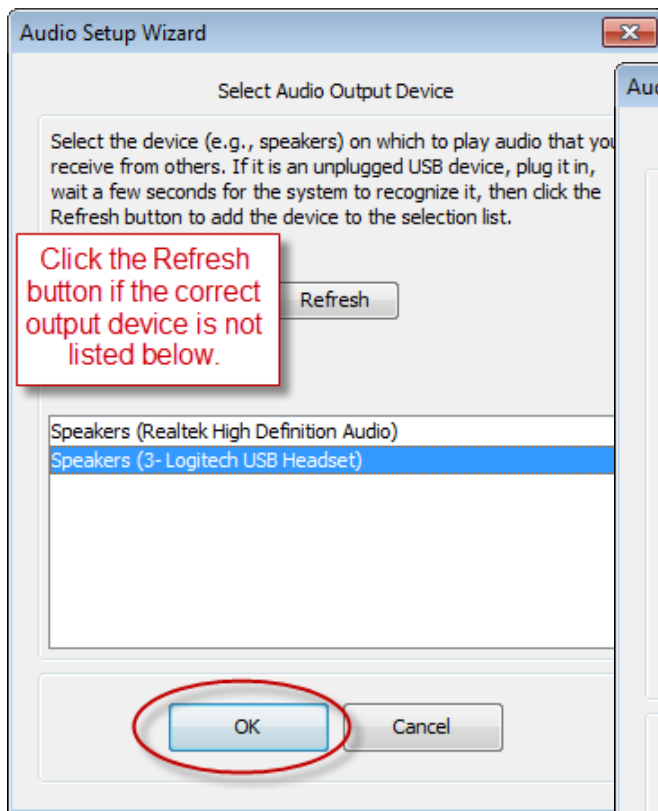 Audio Setup Wizard
Select Audio Output Device
Select the device (e.g., speakers) on which to play audio that you
receive from others. If it is an unplugged USB device, plug it in,
wait a few seconds for the system to recognize it, then click the
Refresh button to add the device to the selection list.
Click the Refresh
button if the correct
output device is not
listed below.
Refresh
Speakers (Realtek High Definition Audio)
Speakers (3- Logitech USB Headset)
OK
Cancel